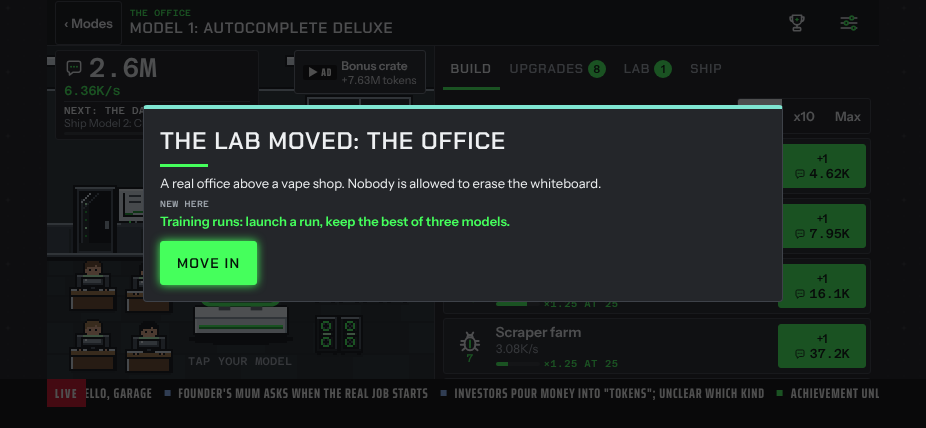 ‹ Modes
THE OFFICE
MODEL 1: AUTOCOMPLETE DELUXE
2.6M
6.36K/s
NEXT: THE DA
Ship Model 2: C
AD
Bonus crate
+7.63M tokens
BUILD
UPGRADES 8
LAB 1
SHIP
x10
Max
THE LAB MOVED: THE OFFICE
A real office above a vape shop. Nobody is allowed to erase the whiteboard.
NEW HERE
Training runs: launch a run, keep the best of three models.
MOVE IN
+1
4.62K
+1
7.95K
+1
16.1K
×1.25 AT 25
Scraper farm
3.08K/s
7
×1.25 AT 25
+1
37.2K
TAP YOUR MODEL
LIVE
ELLO, GARAGE
FOUNDER'S MUM ASKS WHEN THE REAL JOB STARTS
INVESTORS POUR MONEY INTO "TOKENS"; UNCLEAR WHICH KIND
ACHIEVEMENT UNL